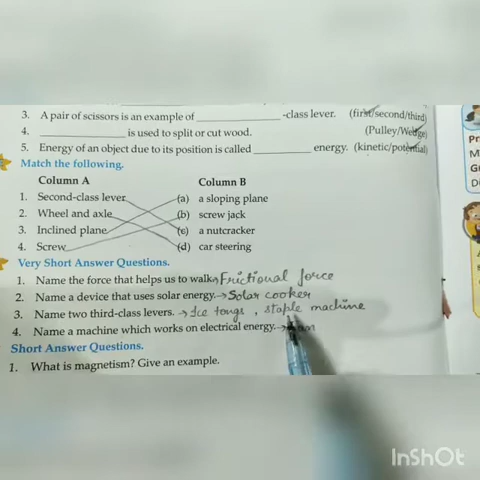 3. A pair of scissors is an example of ______________ -class lever. (first/second/third)
4. ______________ is used to split or cut wood. (Pulley/Wedge)
5. Energy of an object due to its position is called __________ energy. (kinetic/potential)
Match the following.
Column A Column B
1. Second-class lever (a) a sloping plane
2. Wheel and axle (b) screw jack
3. Inclined plane (c) a nutcracker
4. Screw (d) car steering
Very Short Answer Questions.
1. Name the force that helps us to walk. → Frictional force
2. Name a device that uses solar energy. → Solar cooker
3. Name two third-class levers. → Ice tongs, staple machine
4. Name a machine which works on electrical energy. →
Short Answer Questions.
1. What is magnetism? Give an example.
InShOt